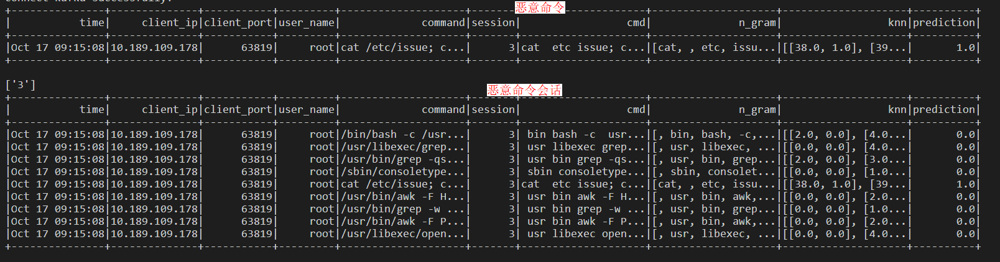 connect kafka successfully.
恶意命令
+---------------+--------------+-----------+---------+--------------------+-------+--------------------+--------------------+--------------------+----------+
|           time|     client_ip|client_port|user_name|             command|session|                 cmd|              n_gram|                 knn|prediction|
+---------------+--------------+-----------+---------+--------------------+-------+--------------------+--------------------+--------------------+----------+
|Oct 17 09:15:08|10.189.109.178|      63819|     root|cat /etc/issue; c...|      3|cat  etc issue; c...|[cat, , etc, issu...|[[38.0, 1.0], [39...|       1.0|
+---------------+--------------+-----------+---------+--------------------+-------+--------------------+--------------------+--------------------+----------+
['3']
恶意命令会话
+---------------+--------------+-----------+---------+--------------------+-------+--------------------+--------------------+--------------------+----------+
|           time|     client_ip|client_port|user_name|             command|session|                 cmd|              n_gram|                 knn|prediction|
+---------------+--------------+-----------+---------+--------------------+-------+--------------------+--------------------+--------------------+----------+
|Oct 17 09:15:08|10.189.109.178|      63819|     root|/bin/bash -c /usr...|      3| bin bash -c  usr...|[, bin, bash, -c,...|[[2.0, 0.0], [4.0...|       0.0|
|Oct 17 09:15:08|10.189.109.178|      63819|     root|/usr/libexec/grep...|      3| usr libexec grep...|[, usr, libexec, ...|[[0.0, 0.0], [4.0...|       0.0|
|Oct 17 09:15:08|10.189.109.178|      63819|     root|/usr/bin/grep -qs...|      3| usr bin grep -qs...|[, usr, bin, grep...|[[2.0, 0.0], [3.0...|       0.0|
|Oct 17 09:15:08|10.189.109.178|      63819|     root|/sbin/consoletype...|      3| sbin consoletype...|[, sbin, consolet...|[[0.0, 0.0], [1.0...|       0.0|
|Oct 17 09:15:08|10.189.109.178|      63819|     root|cat /etc/issue; c...|      3|cat  etc issue; c...|[cat, , etc, issu...|[[38.0, 1.0], [39...|       1.0|
|Oct 17 09:15:08|10.189.109.178|      63819|     root|/usr/bin/awk -F H...|      3| usr bin awk -F H...|[, usr, bin, awk,...|[[0.0, 0.0], [2.0...|       0.0|
|Oct 17 09:15:08|10.189.109.178|      63819|     root|/usr/bin/grep -w ...|      3| usr bin grep -w ...|[, usr, bin, grep...|[[0.0, 0.0], [1.0...|       0.0|
|Oct 17 09:15:08|10.189.109.178|      63819|     root|/usr/bin/awk -F P...|      3| usr bin awk -F P...|[, usr, bin, awk,...|[[0.0, 0.0], [2.0...|       0.0|
|Oct 17 09:15:08|10.189.109.178|      63819|     root|/usr/libexec/open...|      3| usr libexec open...|[, usr, libexec, ...|[[0.0, 0.0], [4.0...|       0.0|
+---------------+--------------+-----------+---------+--------------------+-------+--------------------+--------------------+--------------------+----------+